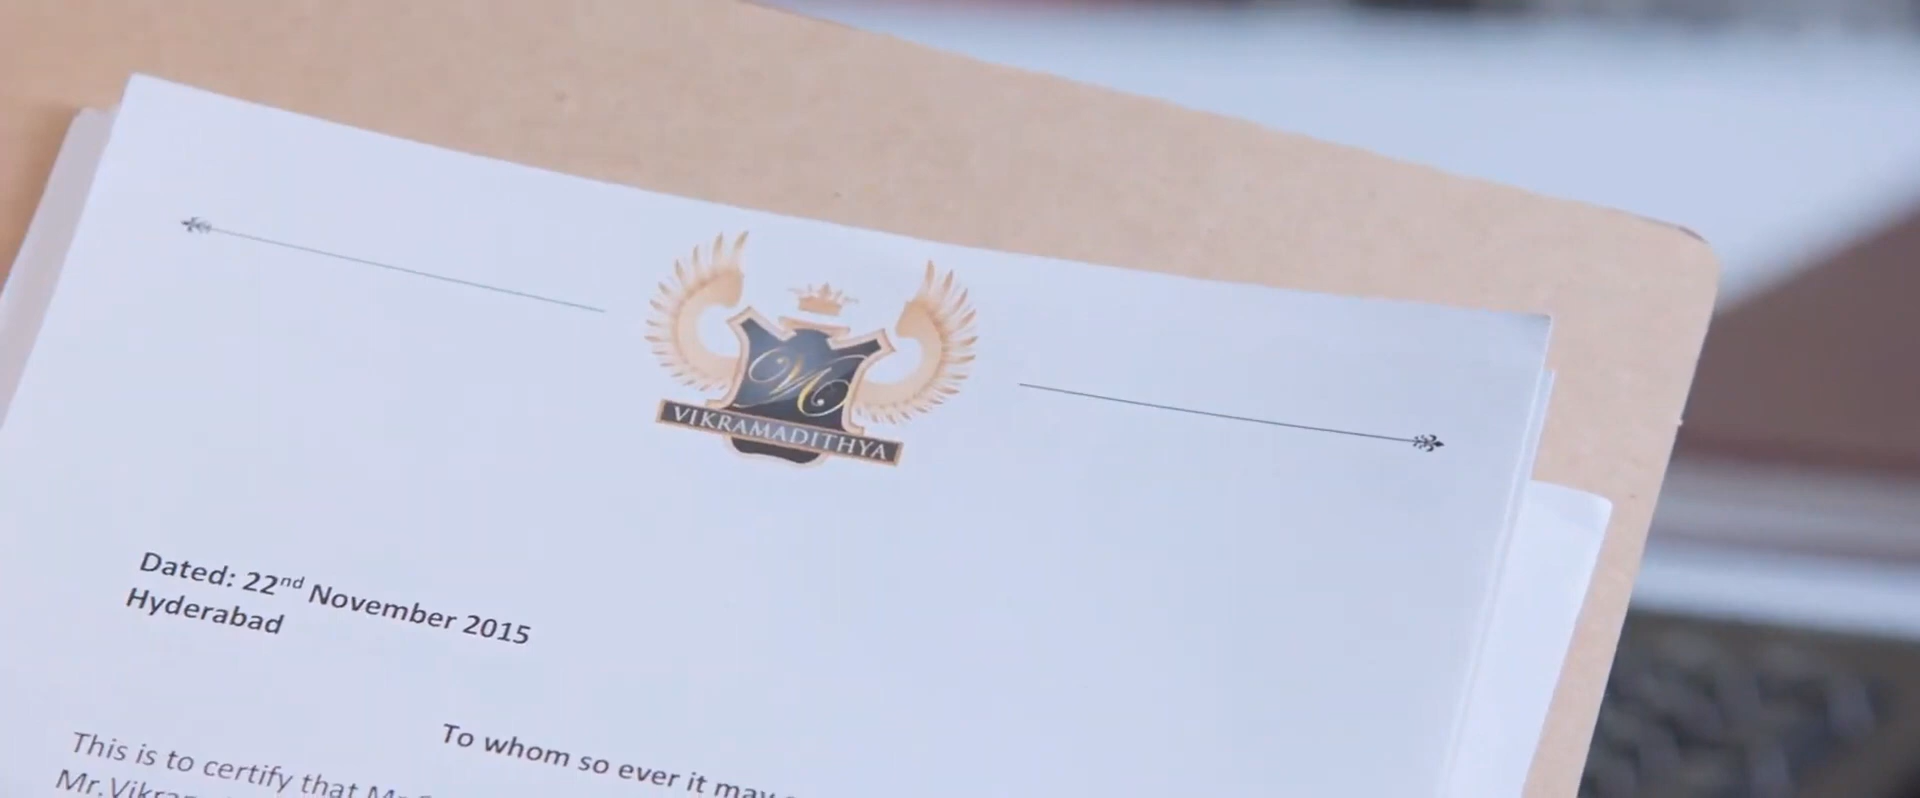 VIKRAMADITHYA
Dated: 22nd November 2015
Hyderabad
To whom so ever it may
This is to certify that